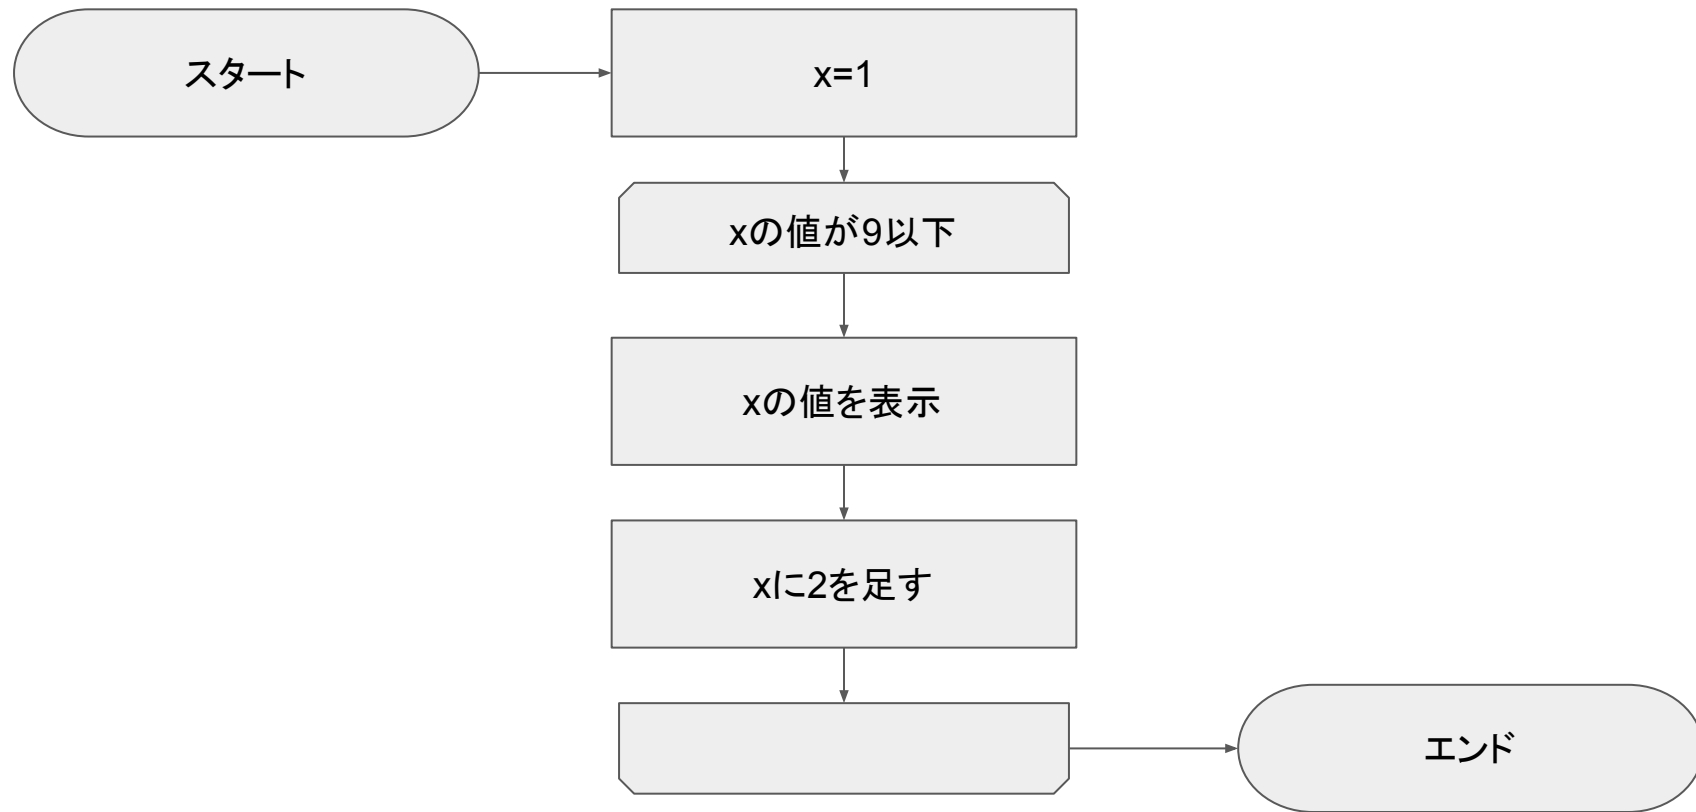 スタート
x=1
xの値が9以下
xの値を表示
xに2を足す
エンド